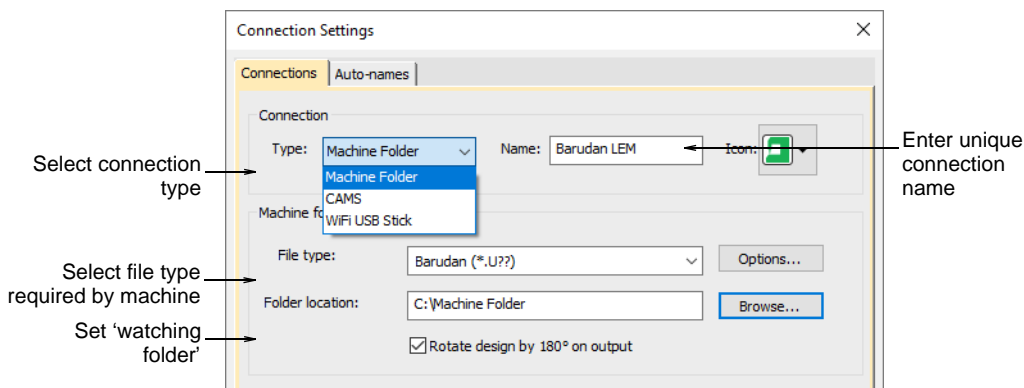 Connection Settings
Connections
Auto-names
Connection
Type:
Machine Folder
Name:
Barudan LEM
Icon:
Machine Folder
CAMS
WiFi USB Stick
Machine fo
File type:
Barudan (*.U??)
Options...
Folder location:
C:\Machine Folder
Browse...
Rotate design by 180° on output
Select connection
type
Enter unique
connection
name
Select file type
required by machine
Set ‘watching
folder’